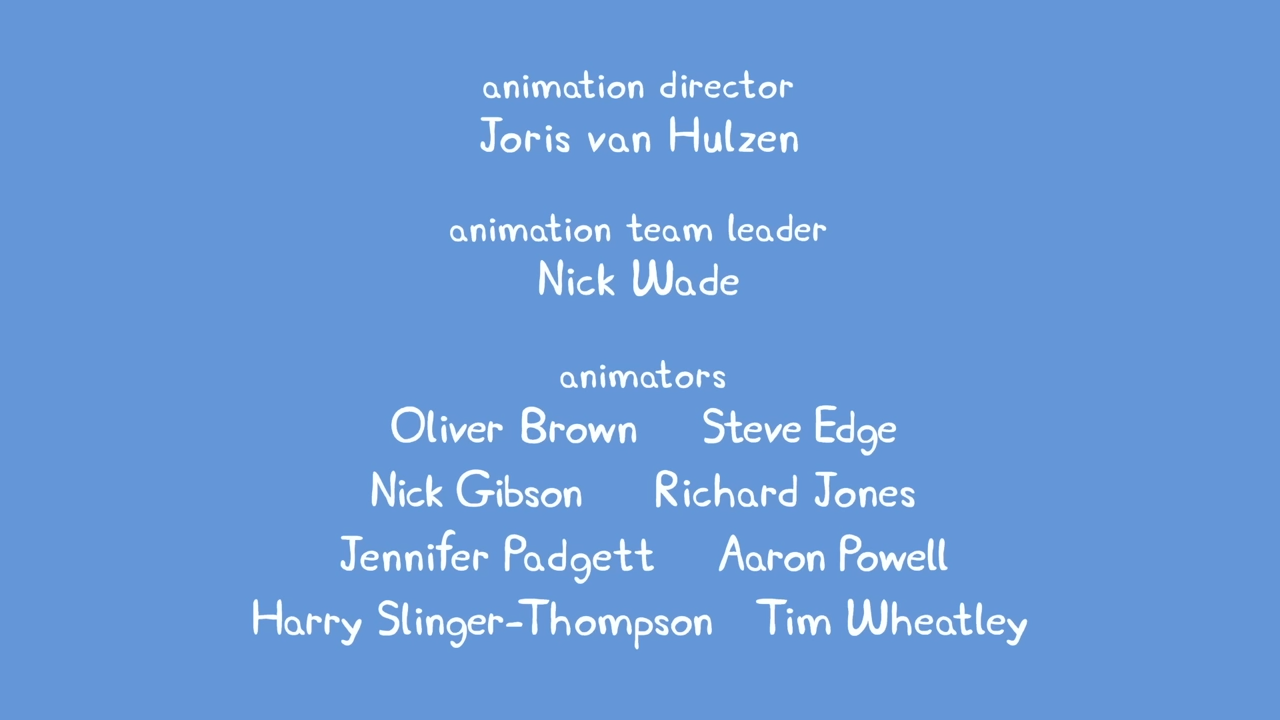 animation director
Joris van Hulzen
animation team leader
Nick Wade
animators
Oliver Brown Steve Edge
Nick Gibson Richard Jones
Jennifer Padgett Aaron Powell
Harry Slinger-Thompson Tim Wheatley